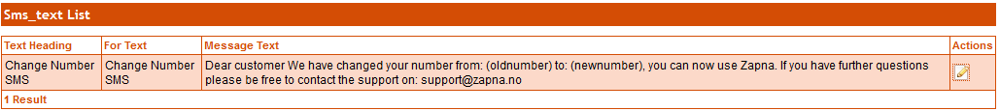 Sms_text List
Text Heading For Text Message Text Actions
Change Number SMS Change Number SMS Dear customer We have changed your number from: (oldnumber) to: (newnumber), you can now use Zapna. If you have further questions please be free to contact the support on: support@zapna.no
1 Result